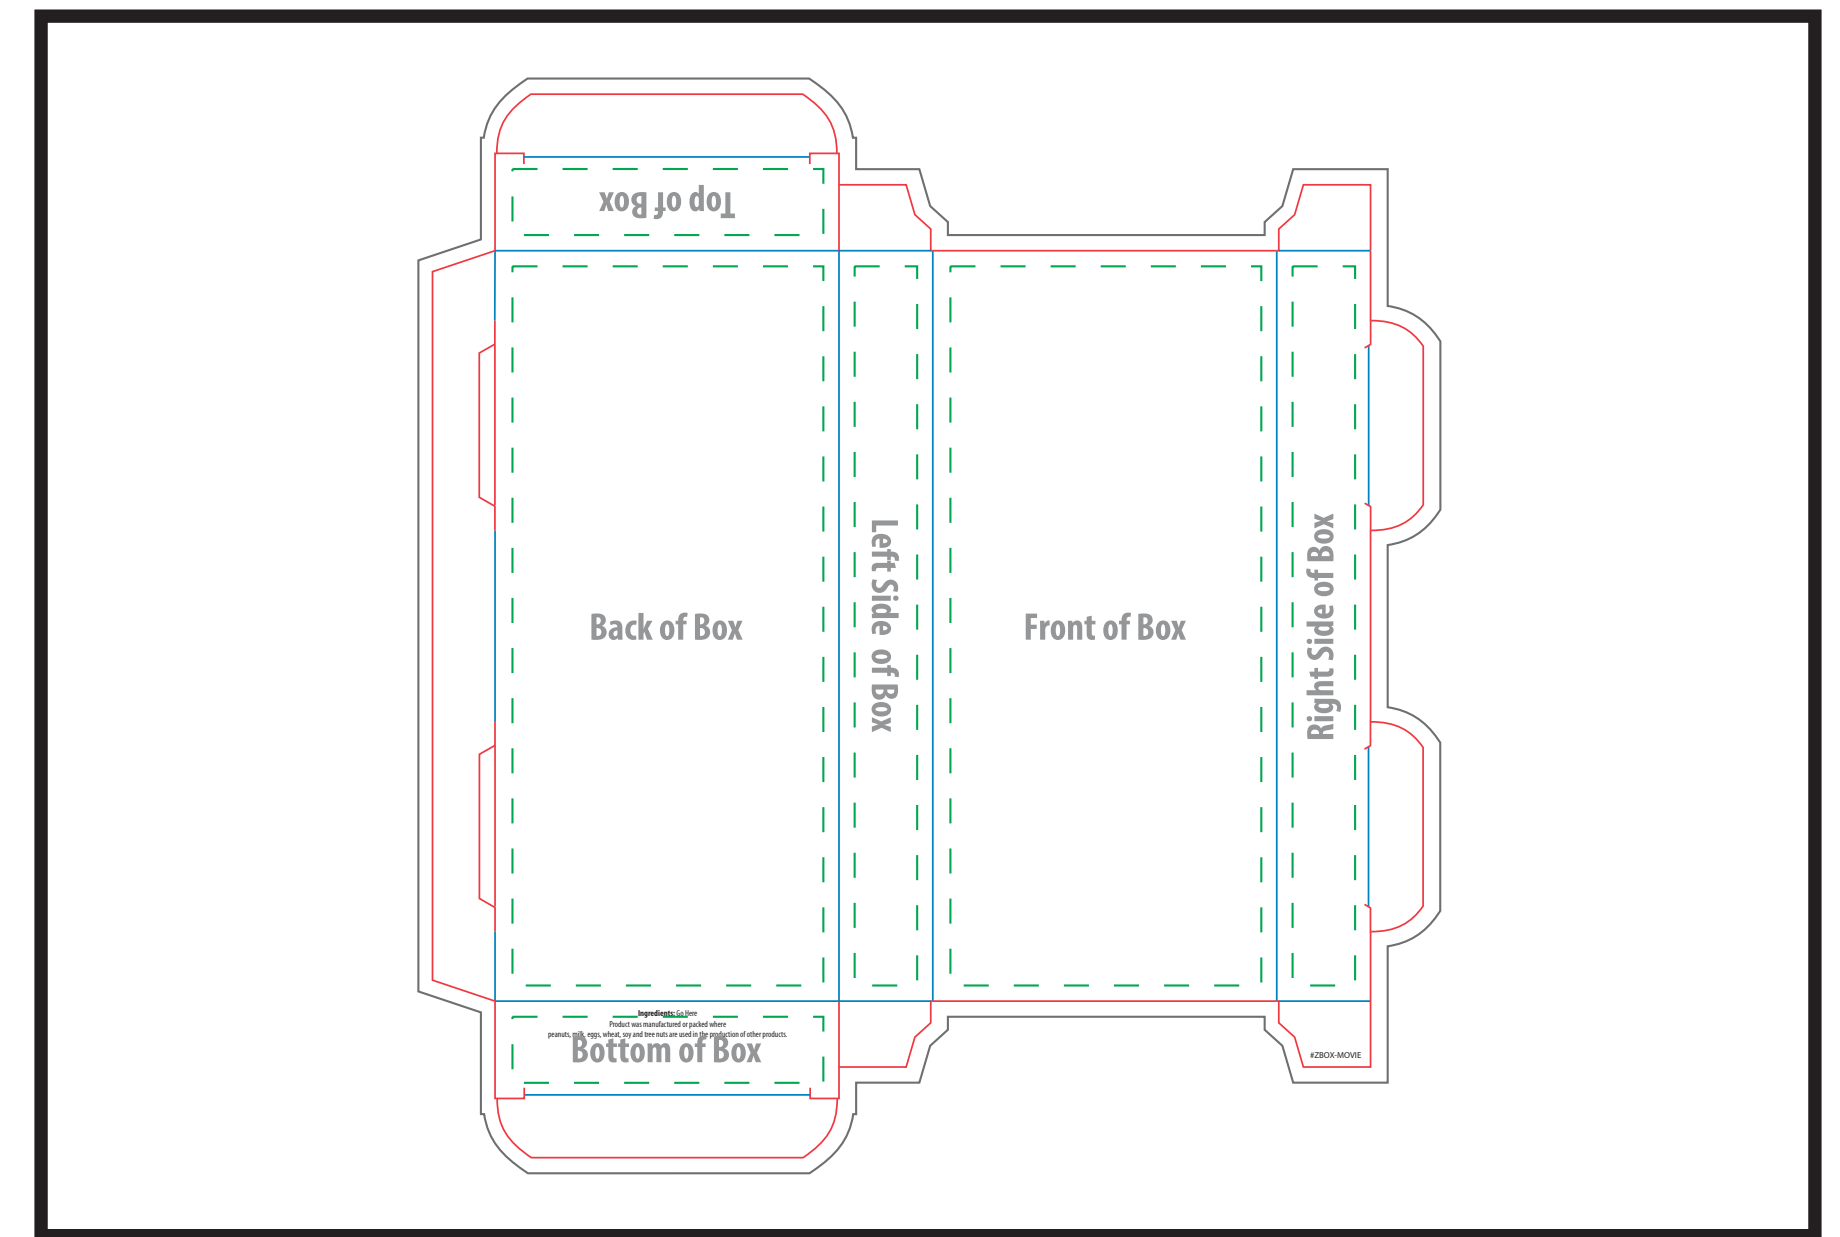 Top of Box
Left Side of Box
Right Side of Box
Back of Box
Front of Box
Ingredients: Go Here
Product was manufactured or packed where
peanuts, milk, eggs, wheat, soy and tree nuts are used in the production of other products.
Bottom of Box
#ZBOX-MOVIE